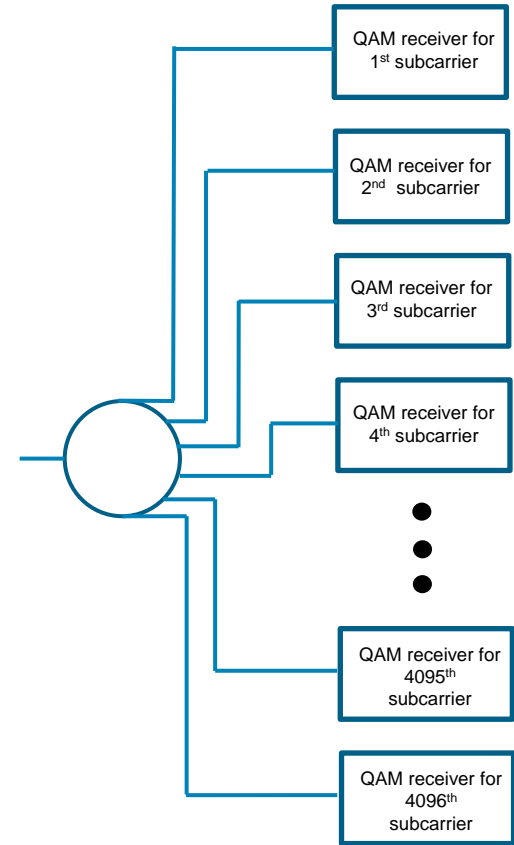 QAM receiver for
1st subcarrier
QAM receiver for
2nd subcarrier
QAM receiver for
3rd subcarrier
QAM receiver for
4th subcarrier
QAM receiver for
4095th
subcarrier
QAM receiver for
4096th
subcarrier